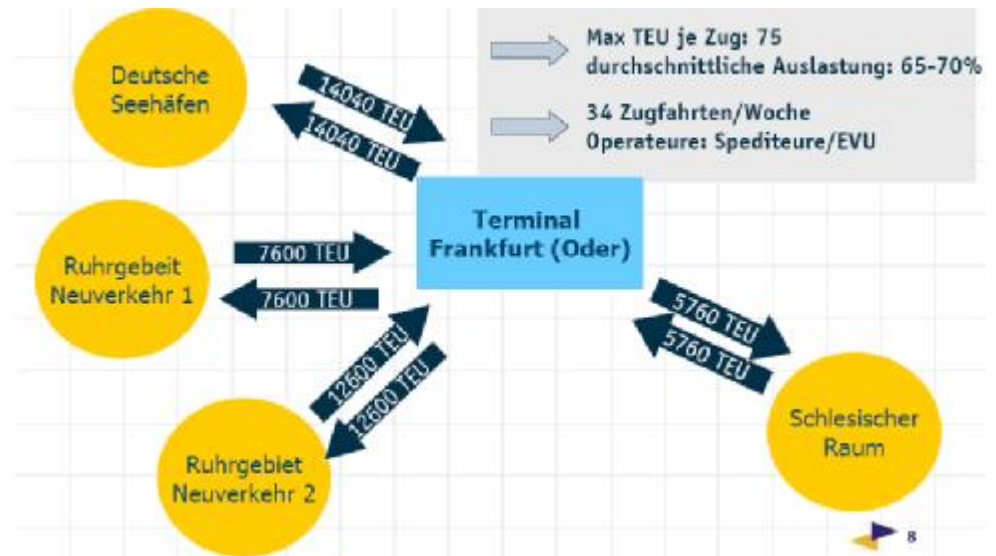 Max TEU je Zug: 75
durchschnittliche Auslastung: 65-70%
34 Zugfahrten/Woche
Operateure: Spediteure/EVU
Deutsche
Seehäfen
14040 TEU
14040 TEU
Terminal
Frankfurt (Oder)
Ruhrgebeit
Neuverkehr 1
7600 TEU
7600 TEU
12600 TEU
12600 TEU
Ruhrgebiet
Neuverkehr 2
5760 TEU
5760 TEU
Schlesischer
Raum
8